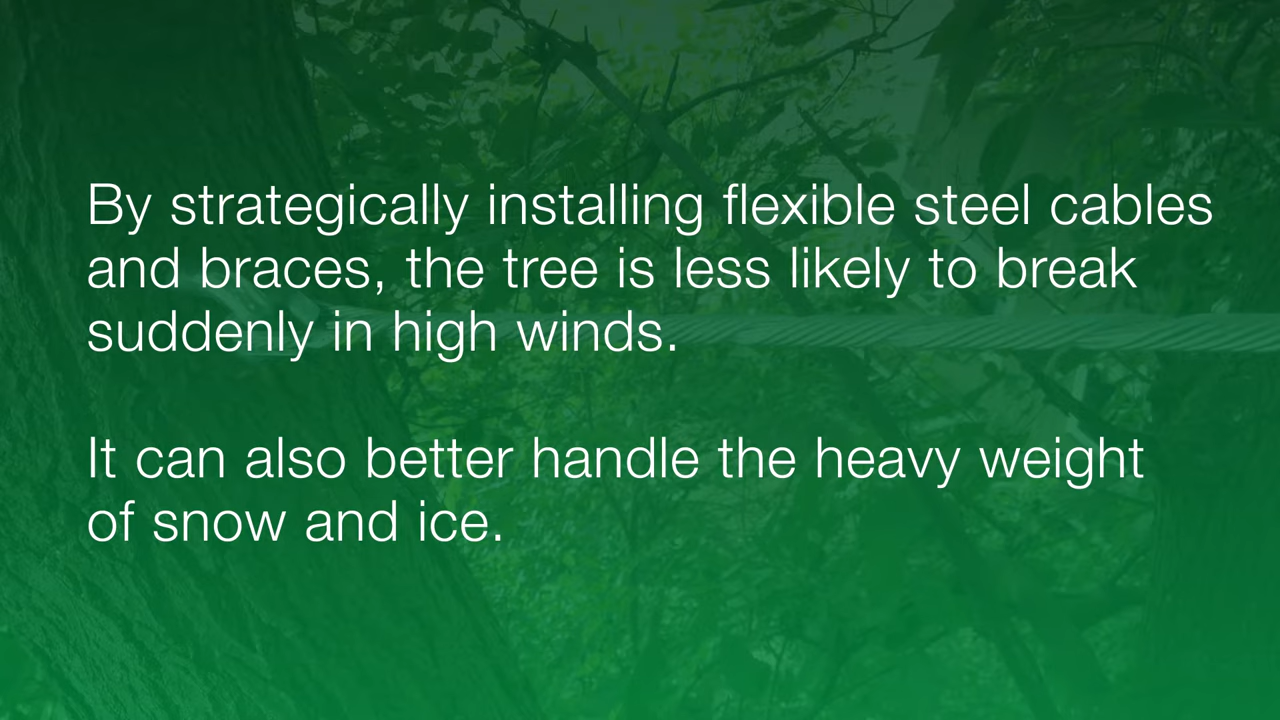 By strategically installing flexible steel cables
and braces, the tree is less likely to break
suddenly in high winds.
It can also better handle the heavy weight
of snow and ice.